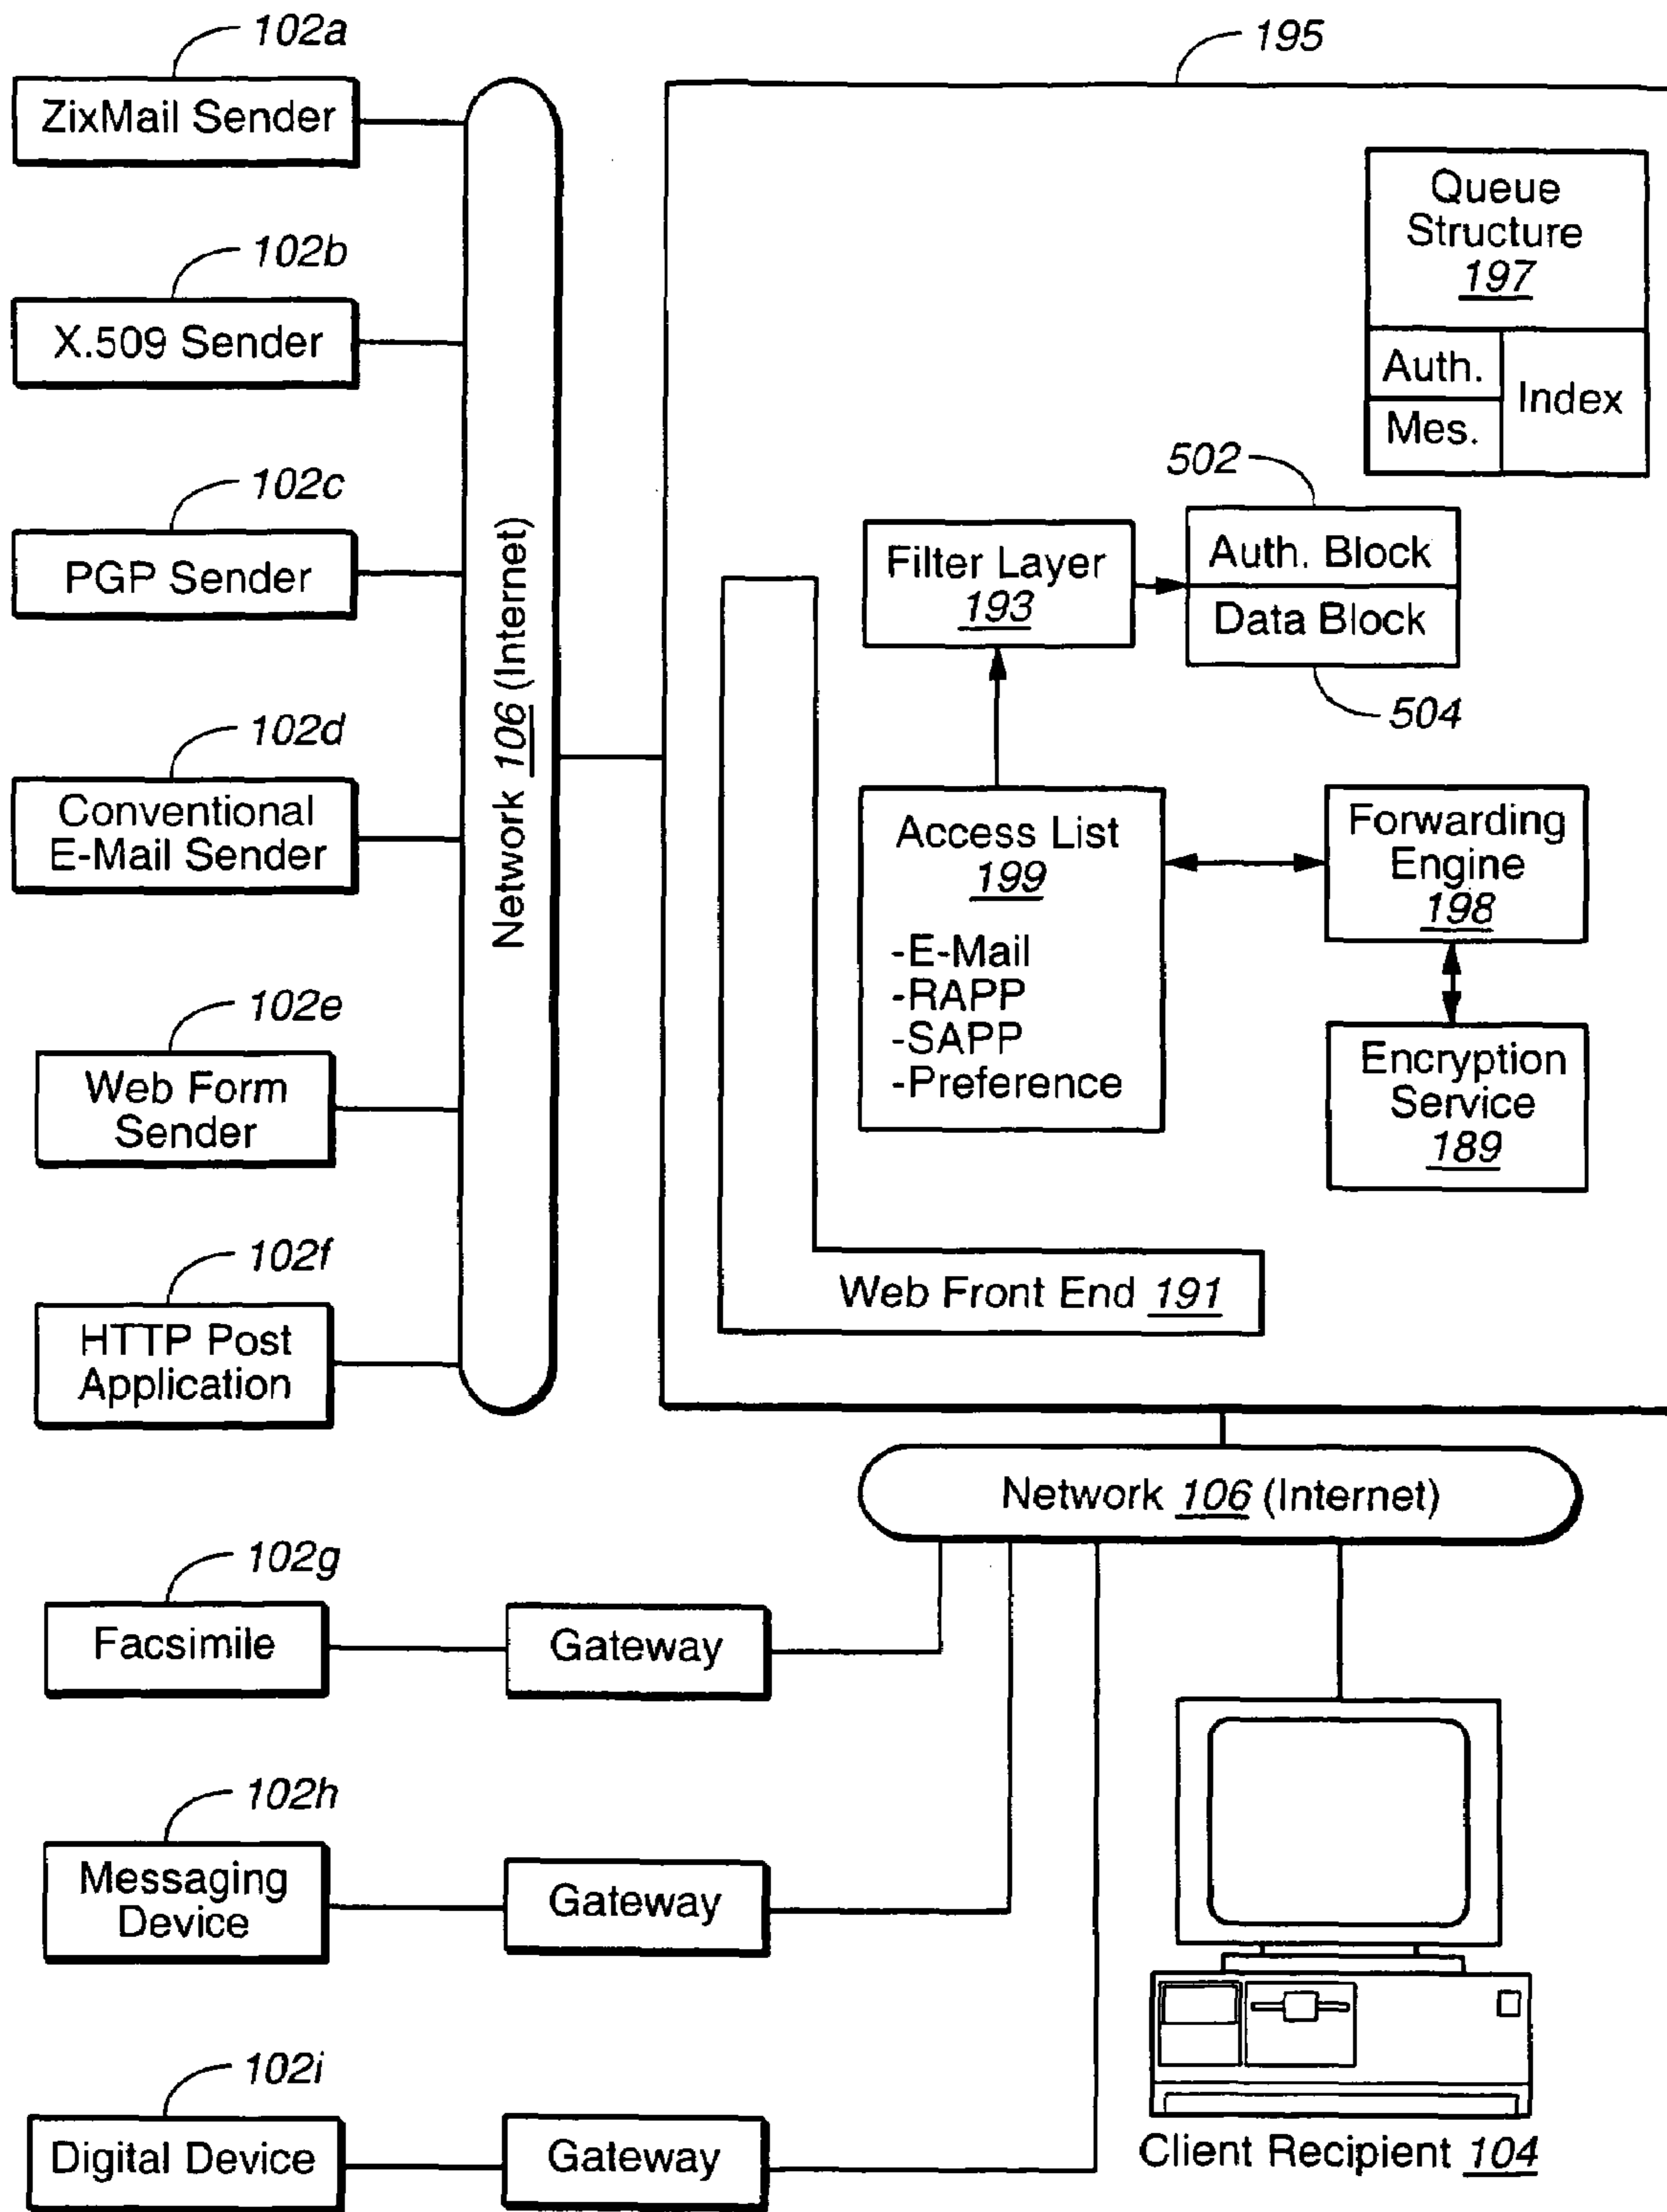 102a
ZixMail Sender
102b
X.509 Sender
102c
PGP Sender
102d
Conventional
E-Mail Sender
102e
Web Form
Sender
102f
HTTP Post
Application
Network 106 (Internet)
195
Queue
Structure
197
Auth.
Mes.
Index
502
Auth. Block
Data Block
504
Filter Layer
193
Access List
199
-E-Mail
-RAPP
-SAPP
-Preference
Forwarding
Engine
198
Encryption
Service
189
Web Front End 191
Network 106 (Internet)
102g
Facsimile
Gateway
102h
Messaging
Device
Gateway
102i
Digital Device
Gateway
Client Recipient 104